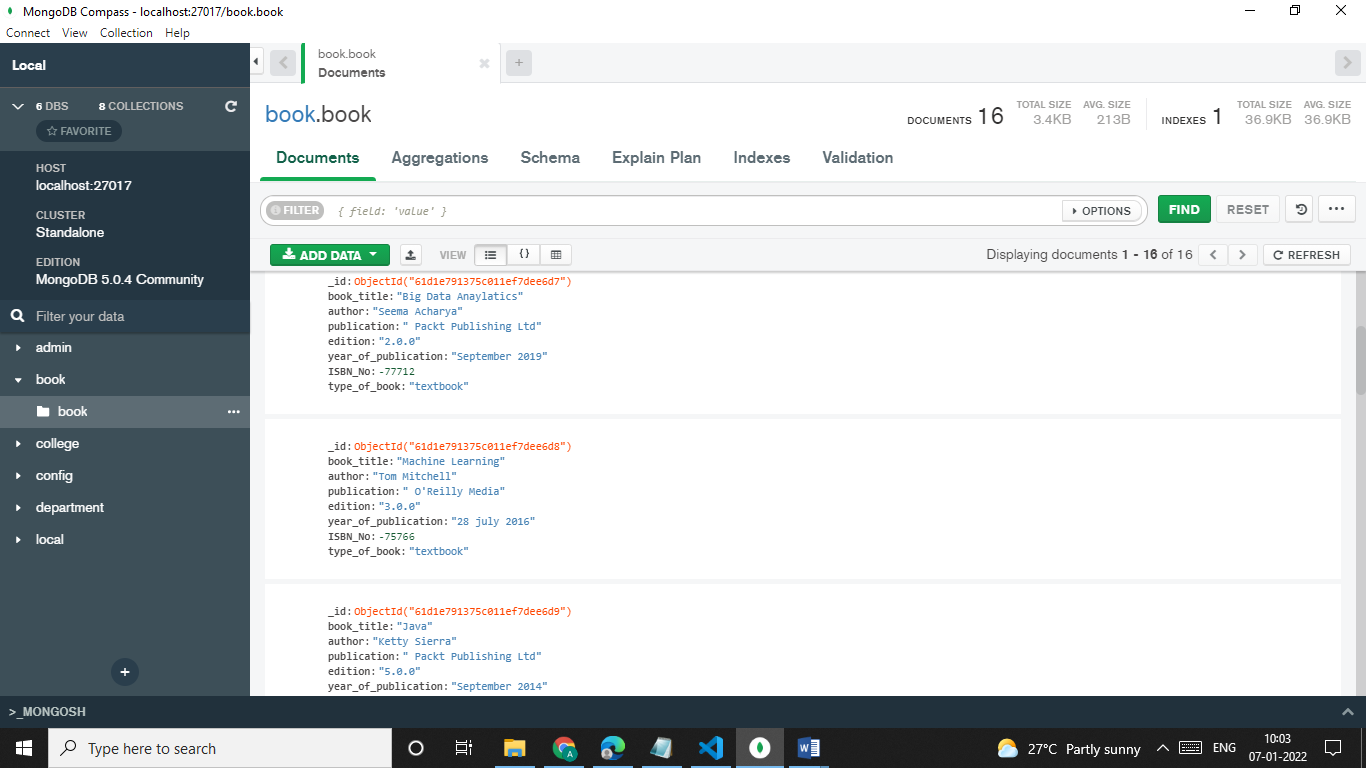 MongoDB Compass - localhost:27017/book.book
Connect View Collection Help
Local
6 DBS 8 COLLECTIONS
FAVORITE
HOST
localhost:27017
CLUSTER
Standalone
EDITION
MongoDB 5.0.4 Community
Filter your data
admin
book
book
college
config
department
local
book.book
Documents
book.book
DOCUMENTS 16 TOTAL SIZE 3.4KB AVG. SIZE 213B INDEXES 1 TOTAL SIZE 36.9KB AVG. SIZE 36.9KB
Documents Aggregations Schema Explain Plan Indexes Validation
FILTER { field: 'value' } OPTIONS FIND RESET
ADD DATA VIEW {} Displaying documents 1 - 16 of 16 REFRESH
_id: ObjectId("61d1e791375c011ef7dee6d7")
book_title: "Big Data Anaylatics"
author: "Seema Acharya"
publication: " Packt Publishing Ltd"
edition: "2.0.0"
year_of_publication: "September 2019"
ISBN_No: -77712
type_of_book: "textbook"
_id: ObjectId("61d1e791375c011ef7dee6d8")
book_title: "Machine Learning"
author: "Tom Mitchell"
publication: " O'Reilly Media"
edition: "3.0.0"
year_of_publication: "28 july 2016"
ISBN_No: -75766
type_of_book: "textbook"
_id: ObjectId("61d1e791375c011ef7dee6d9")
book_title: "Java"
author: "Ketty Sierra"
publication: " Packt Publishing Ltd"
edition: "5.0.0"
year_of_publication: "September 2014"
>_MONGOSH
Type here to search
27°C Partly sunny
ENG
10:03
07-01-2022